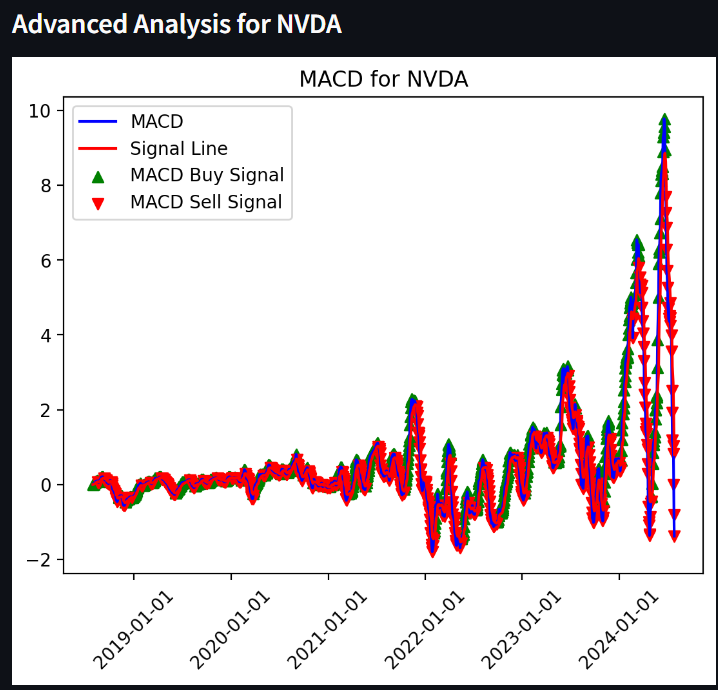 Advanced Analysis for NVDA
MACD for NVDA
MACD
Signal Line
MACD Buy Signal
MACD Sell Signal
10
8
6
4
2
0
−2
2019-01-01
2020-01-01
2021-01-01
2022-01-01
2023-01-01
2024-01-01